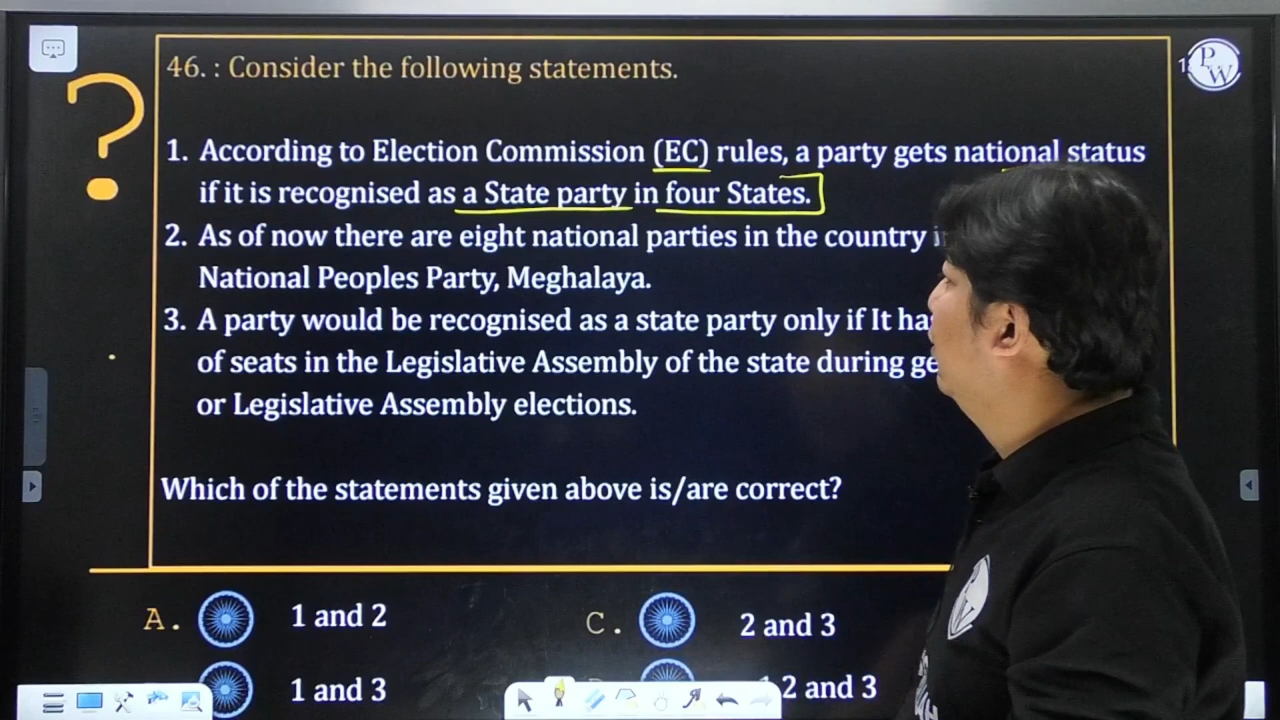 46. : Consider the following statements.
1. According to Election Commission (EC) rules, a party gets national status
if it is recognised as a State party in four States.
2. As of now there are eight national parties in the country
National Peoples Party, Meghalaya.
3. A party would be recognised as a state party only if It
of seats in the Legislative Assembly of the state during
or Legislative Assembly elections.
Which of the statements given above is/are correct?
A. 1 and 2
C. 2 and 3
1 and 3
2 and 3
PW